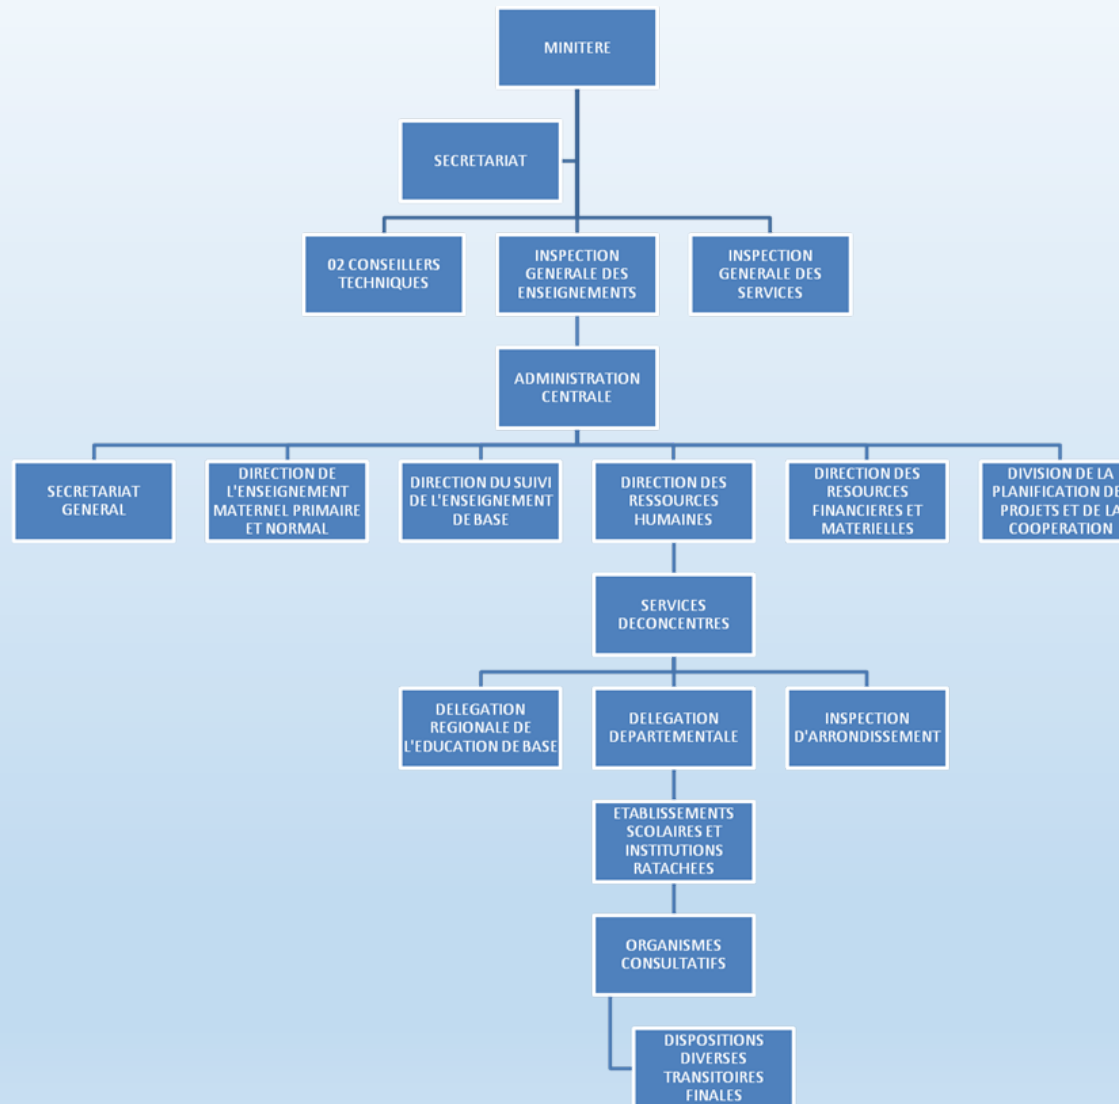 MINITERE
SECRETARIAT
02 CONSEILLERS
TECHNIQUES
INSPECTION
GENERALE DES
ENSEIGNEMENTS
INSPECTION
GENERALE DES
SERVICES
ADMINISTRATION
CENTRALE
SECRETARIAT
GENERAL
DIRECTION DE
L'ENSEIGNEMENT
MATERNEL PRIMAIRE
ET NORMAL
DIRECTION DU SUIVI
DE L'ENSEIGNEMENT
DE BASE
DIRECTION DES
RESSOURCES
HUMAINES
DIRECTION DES
RESOURCES
FINANCIERES ET
MATERIELLES
DIVISION DE LA
PLANIFICATION DE
PROJETS ET DE LA
COOPERATION
SERVICES
DECONCENTRES
DELEGATION
REGIONALE DE
L'EDUCATION DE BASE
DELEGATION
DEPARTEMENTALE
INSPECTION
D'ARRONDISSEMENT
ETABLISSEMENTS
SCOLAIRES ET
INSTITUTIONS
RATACHEES
ORGANISMES
CONSULTATIFS
DISPOSITIONS
DIVERSES
TRANSITOIRES
FINALES